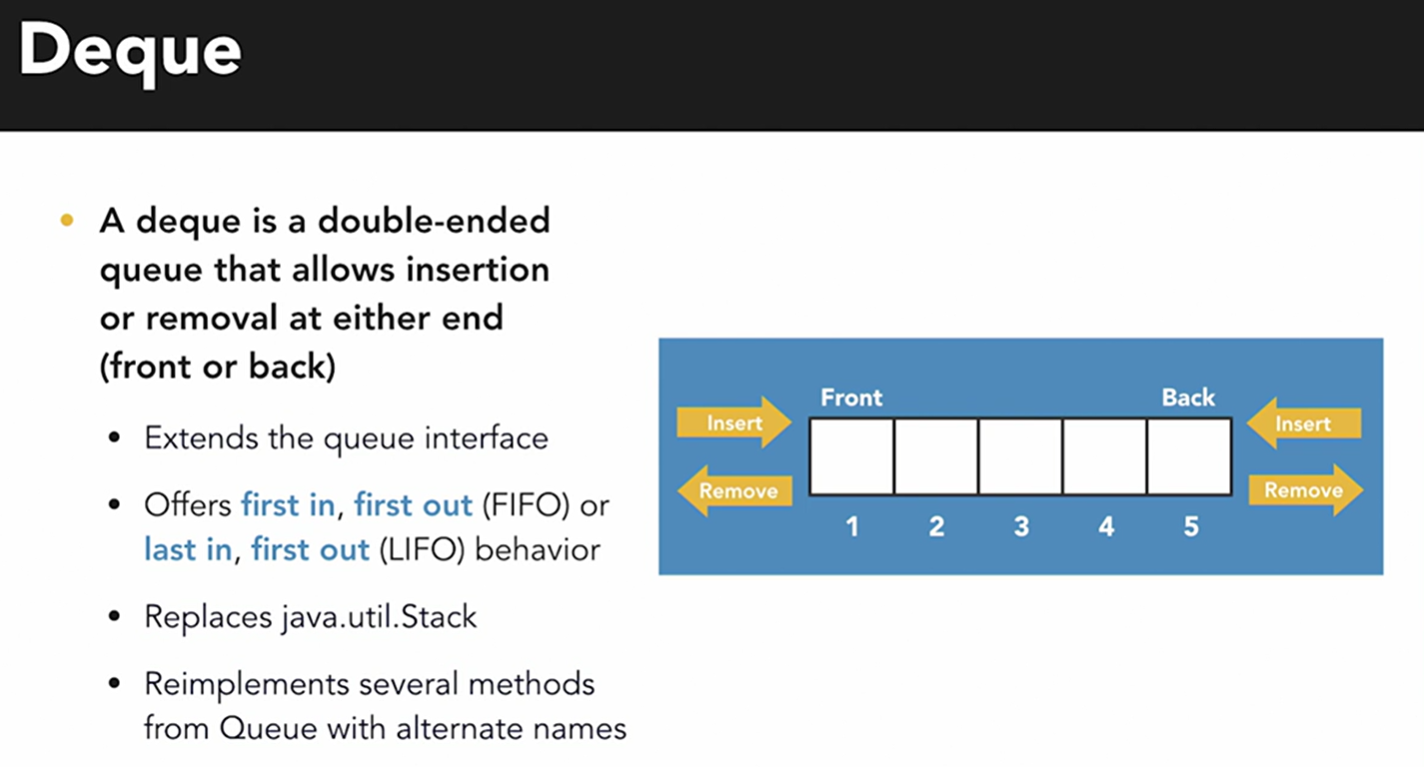 Deque
A deque is a double-ended
queue that allows insertion
or removal at either end
(front or back)
Extends the queue interface
Offers first in, first out (FIFO) or
last in, first out (LIFO) behavior
Replaces java.util.Stack
Reimplements several methods
from Queue with alternate names
Front Back
Insert Insert
Remove Remove
1 2 3 4 5